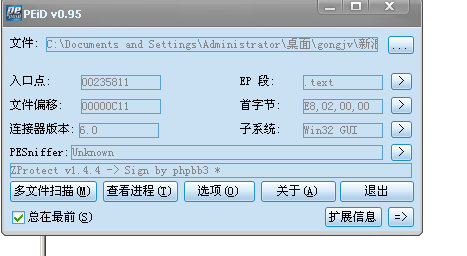 PEiD v0.95
文件: C:\Documents and Settings\Administrator\桌面\gongjv\新 ...
入口点: 00235811 EP 段: .text >
文件偏移: 00000C11 首字节: E8,02,00,00 >
连接器版本: 6.0 子系统: Win32 GUI >
PESniffer: Unknown >
ZProtect v1.4.4 -> Sign by phpbb3 *
多文件扫描(M) 查看进程(T) 选项(O) 关于(A) 退出
总在最前(S) 扩展信息 =>